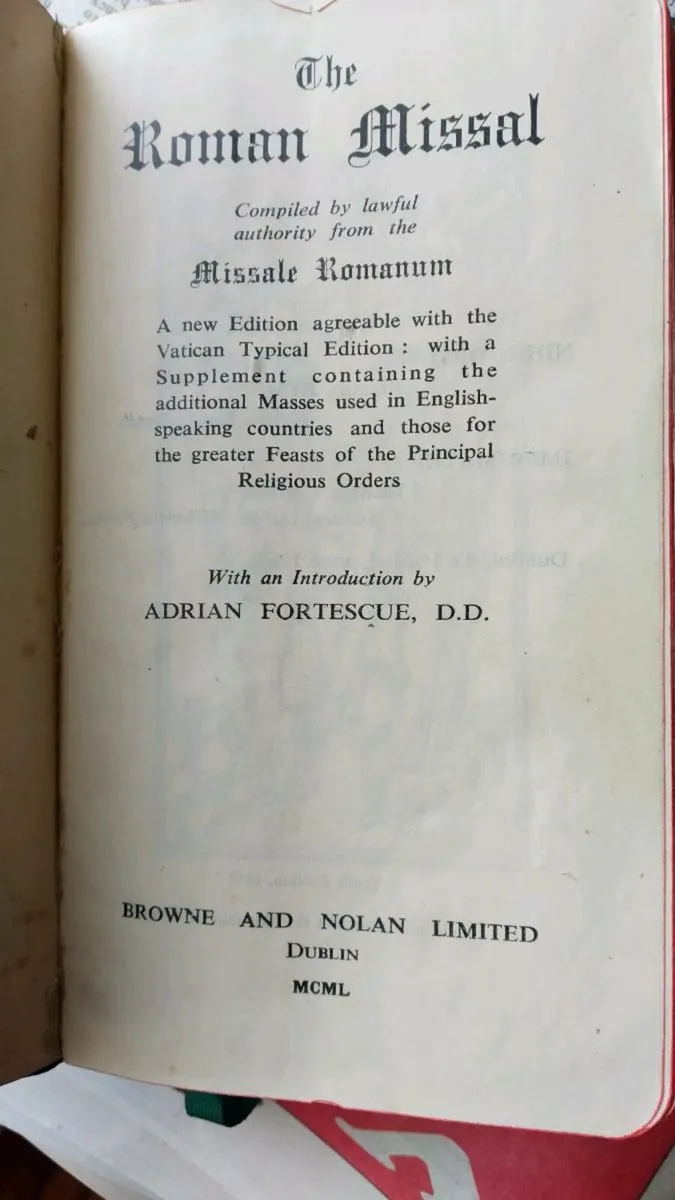 The
Roman Missal
Compiled by lawful
authority from the
Missale Romanum
A new Edition agreeable with the
Vatican Typical Edition : with a
Supplement containing the
additional Masses used in English-
speaking countries and those for
the greater Feasts of the Principal
Religious Orders
With an Introduction by
ADRIAN FORTESCUE, D.D.
BROWNE AND NOLAN LIMITED
DUBLIN
MCML